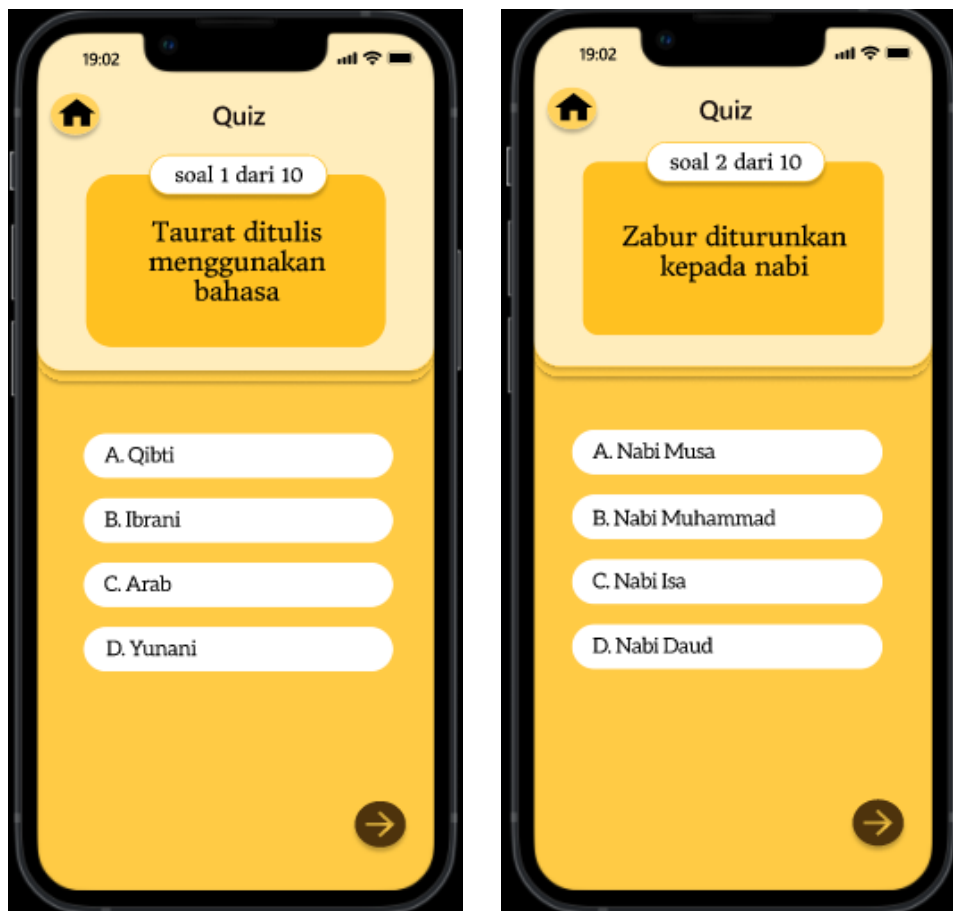 19:02
Quiz
soal 1 dari 10
Taurat ditulis
menggunakan
bahasa
A. Qibti
B. Ibrani
C. Arab
D. Yunani
19:02
Quiz
soal 2 dari 10
Zabur diturunkan
kepada nabi
A. Nabi Musa
B. Nabi Muhammad
C. Nabi Isa
D. Nabi Daud